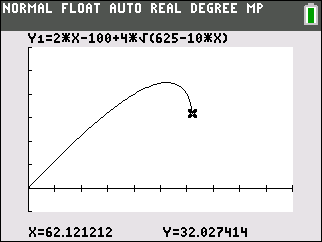 NORMAL FLOAT AUTO REAL DEGREE MP
Y1=2*X-100+4*√(625-10*X)
X=62.121212 Y=32.027414